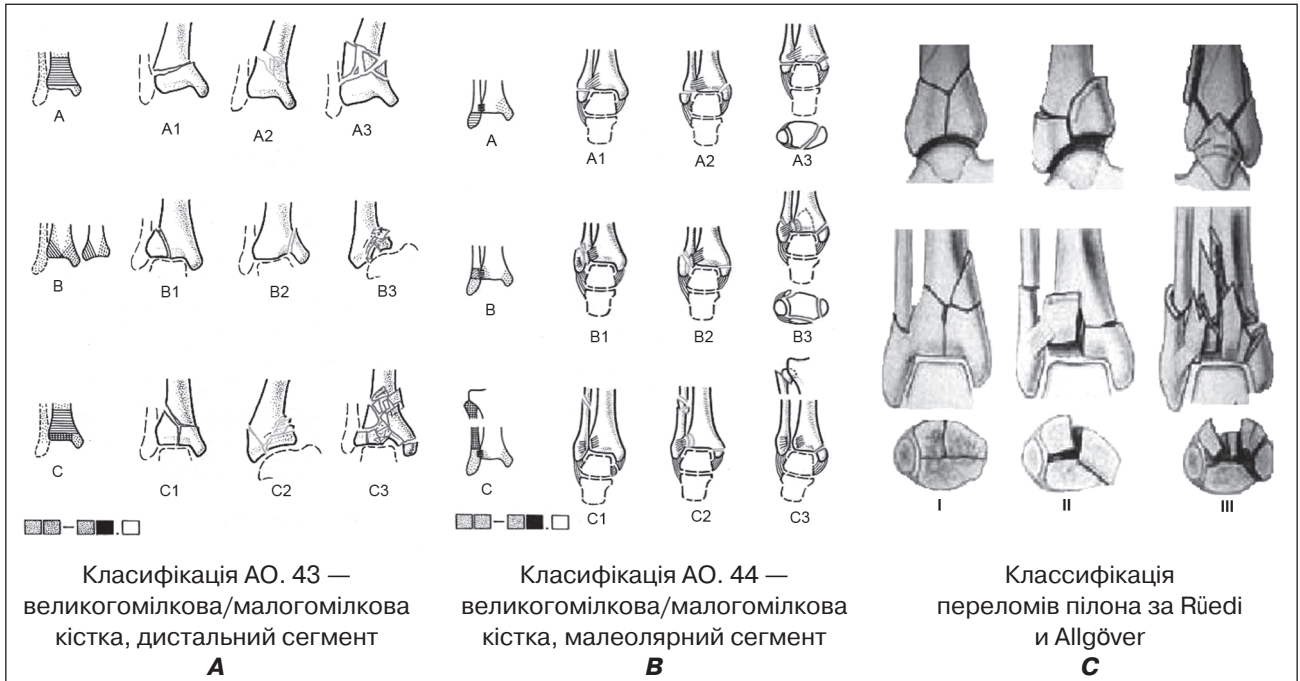 A
A1
A2
A3
B
B1
B2
B3
C
C1
C2
C3
Класифікація АО. 43 —
великогомілкова/малогомілкова
кістка, дистальний сегмент
A
A
A1
A2
A3
B
B1
B2
B3
C
C1
C2
C3
Класифікація АО. 44 —
великогомілкова/малогомілкова
кістка, малеолярний сегмент
B
I
II
III
Классифікація
переломів пілона за Rüedi
и Allgöver
C